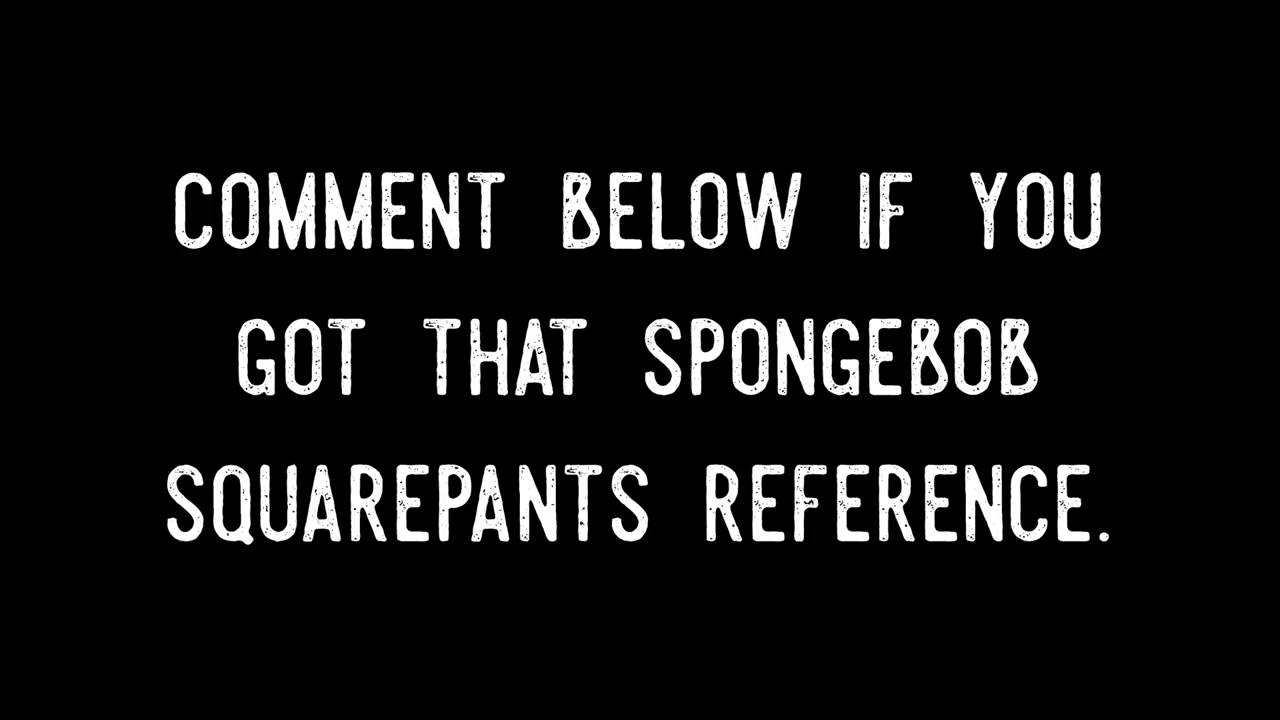 COMMENT BELOW IF YOU
GOT THAT SPONGEBOB
SQUAREPANTS REFERENCE.